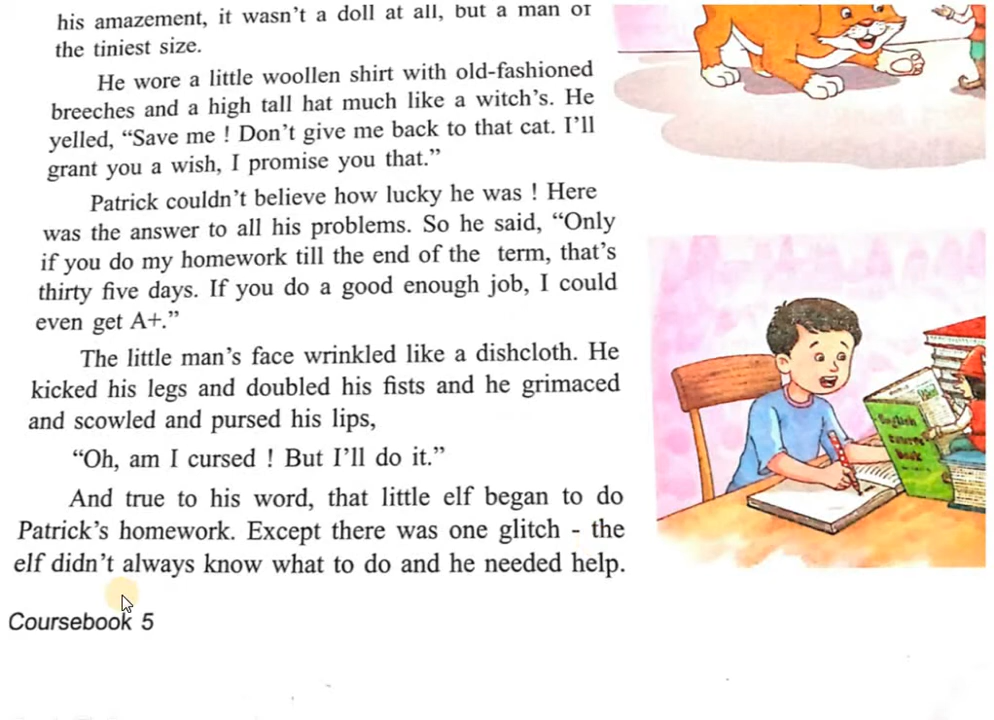 his amazement, it wasn't a doll at all, but a man of
the tiniest size.
He wore a little woollen shirt with old-fashioned
breeches and a high tall hat much like a witch's. He
yelled, “Save me ! Don't give me back to that cat. I'll
grant you a wish, I promise you that.”
Patrick couldn't believe how lucky he was ! Here
was the answer to all his problems. So he said, “Only
if you do my homework till the end of the term, that's
thirty five days. If you do a good enough job, I could
even get A+.”
The little man's face wrinkled like a dishcloth. He
kicked his legs and doubled his fists and he grimaced
and scowled and pursed his lips,
“Oh, am I cursed ! But I'll do it.”
And true to his word, that little elf began to do
Patrick's homework. Except there was one glitch - the
elf didn't always know what to do and he needed help.
English
Course
Book
Coursebook 5